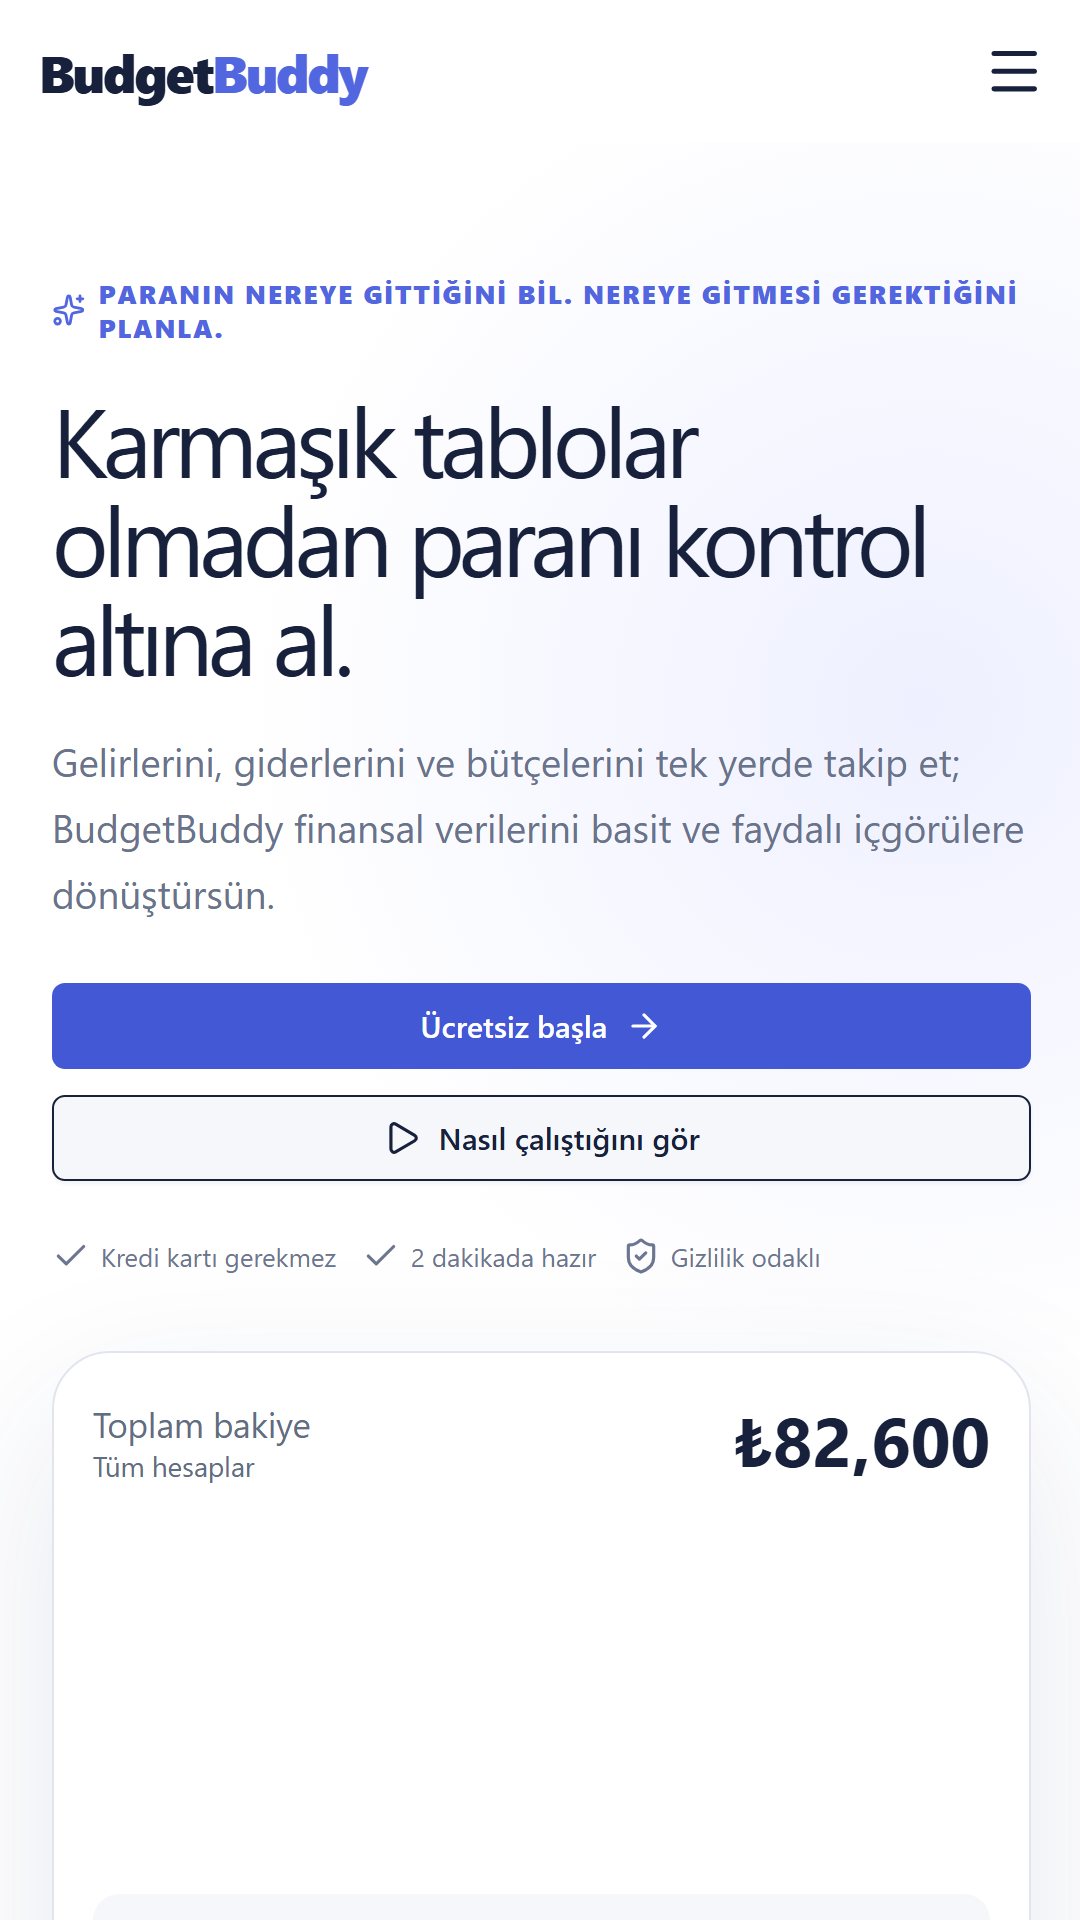 BudgetBuddy
PARANIN NEREYE GİTTİĞİNİ BİL. NEREYE GİTMESİ GEREKTİĞİNİ
PLANLA.
Karmaşık tablolar
olmadan paranı kontrol
altına al.
Gelirlerini, giderlerini ve bütçelerini tek yerde takip et;
BudgetBuddy finansal verilerini basit ve faydalı içgörülere
dönüştürsün.
Ücretsiz başla
Nasıl çalıştığını gör
Kredi kartı gerekmez 2 dakikada hazır Gizlilik odaklı
Toplam bakiye
Tüm hesaplar
₺82,600